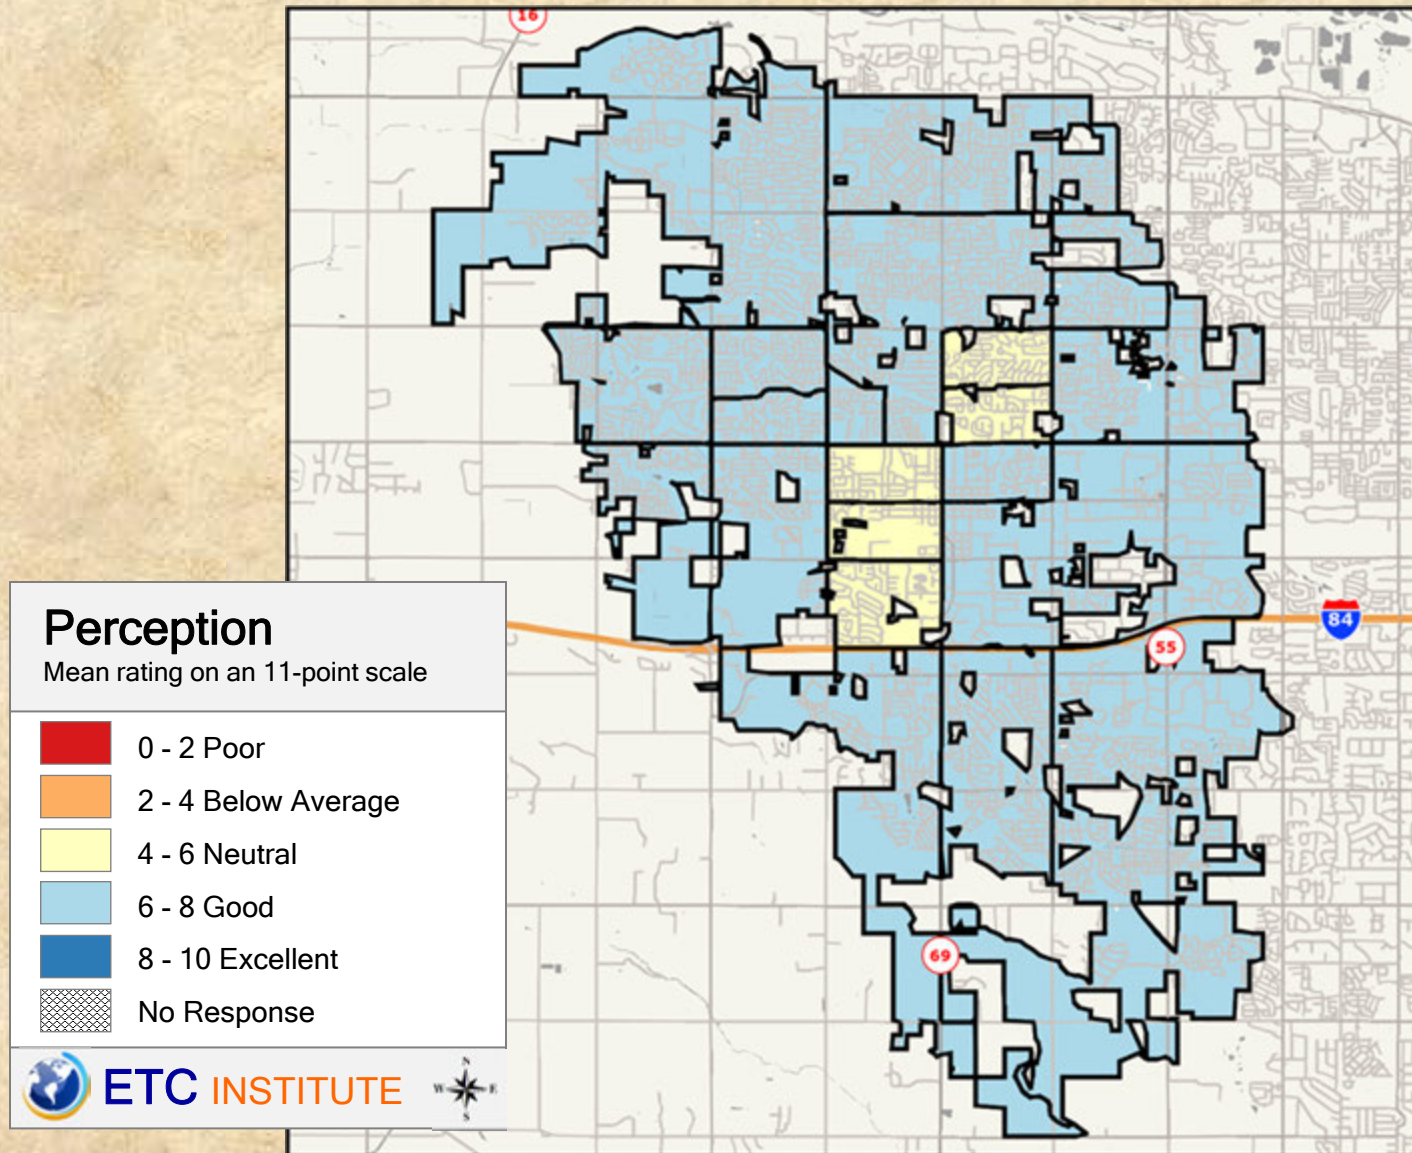 16
84
55
69
Perception
Mean rating on an 11-point scale
0 - 2 Poor
2 - 4 Below Average
4 - 6 Neutral
6 - 8 Good
8 - 10 Excellent
No Response
ETC INSTITUTE
N
W E
S